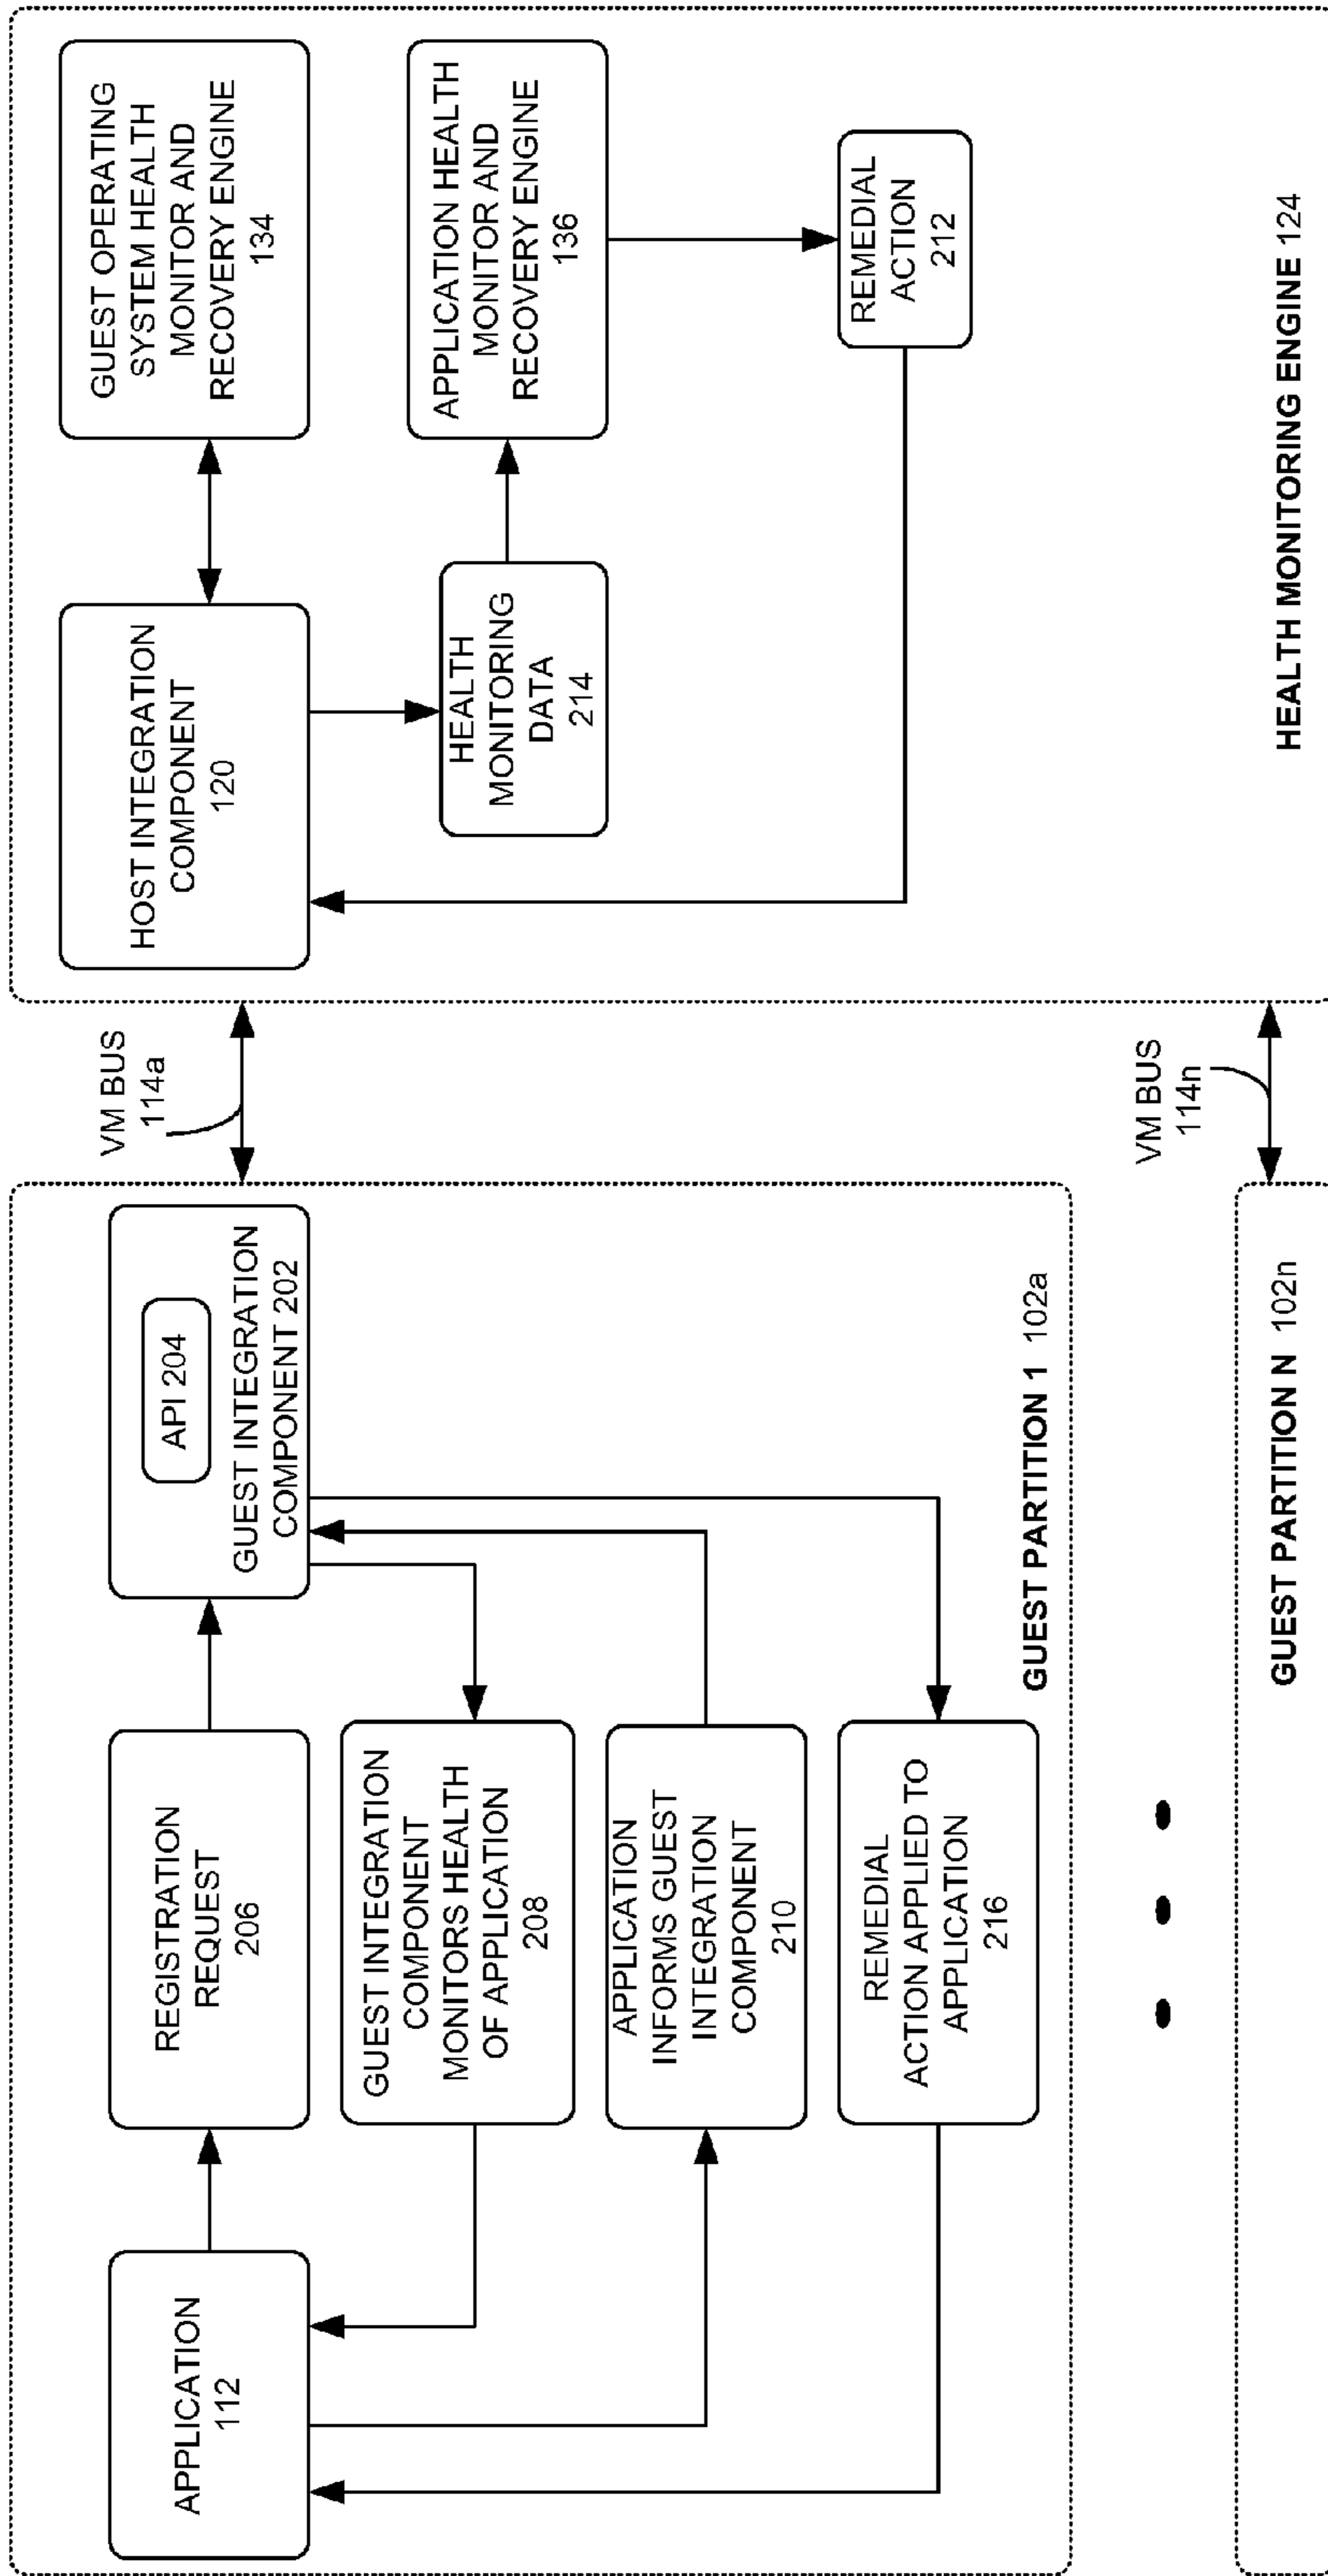 APPLICATION
112
REGISTRATION
REQUEST
206
API 204
GUEST INTEGRATION
COMPONENT 202
GUEST INTEGRATION
COMPONENT
MONITORS HEALTH
OF APPLICATION
208
APPLICATION
INFORMS GUEST
INTEGRATION
COMPONENT
210
REMEDIAL
ACTION APPLIED TO
APPLICATION
216
GUEST PARTITION 1 102a
GUEST PARTITION N 102n
VM BUS
114a
VM BUS
114n
HOST INTEGRATION
COMPONENT
120
GUEST OPERATING
SYSTEM HEALTH
MONITOR AND
RECOVERY ENGINE
134
HEALTH
MONITORING
DATA
214
APPLICATION HEALTH
MONITOR AND
RECOVERY ENGINE
136
REMEDIAL
ACTION
212
HEALTH MONITORING ENGINE 124